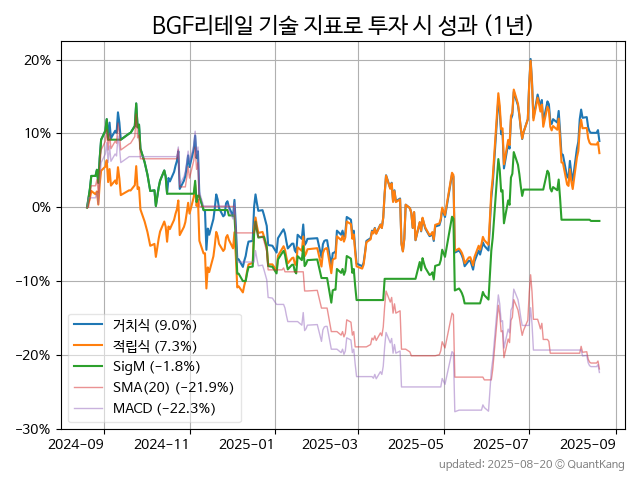 BGF리테일 기술 지표로 투자 시 성과 (1년)
20%
10%
0%
−10%
−20%
−30%
거치식 (9.0%)
적립식 (7.3%)
SigM (−1.8%)
SMA(20) (−21.9%)
MACD (−22.3%)
2024-09 2024-11 2025-01 2025-03 2025-05 2025-07 2025-09
updated: 2025-08-20 © QuantKang